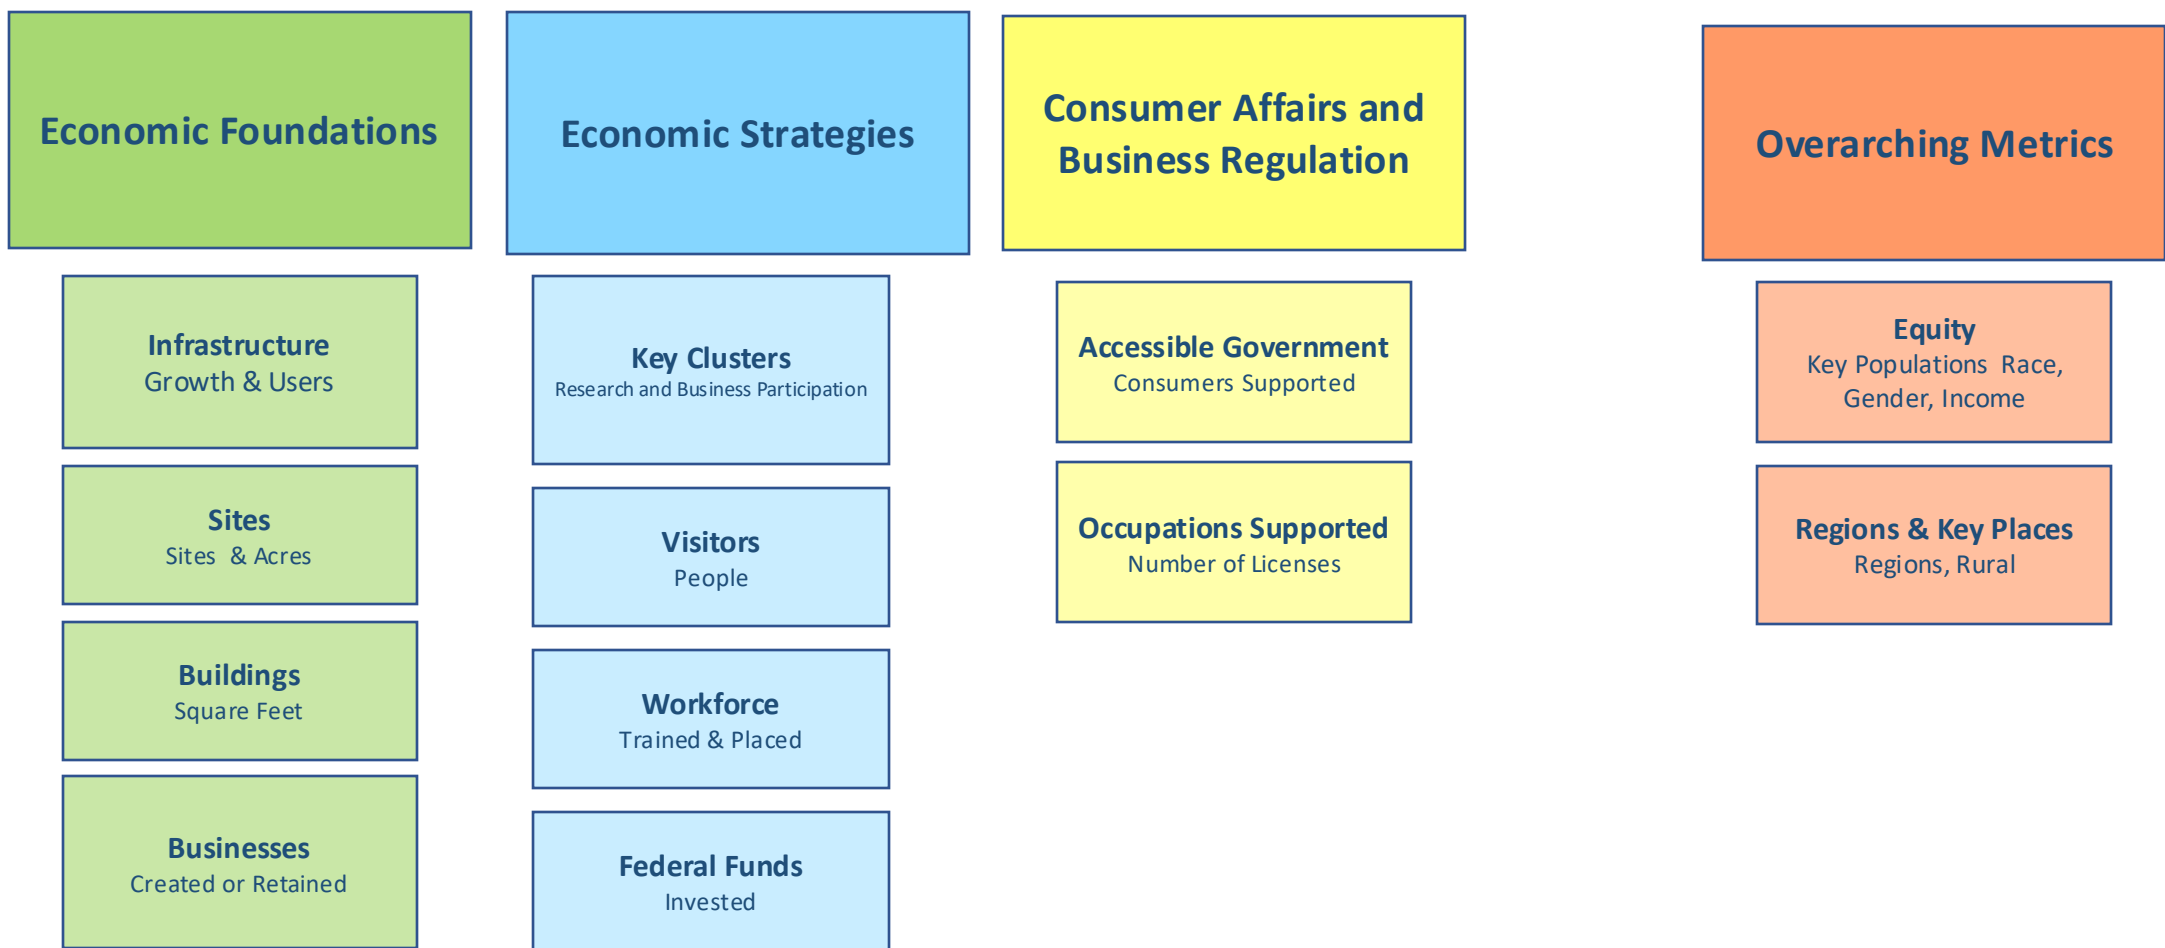 Economic Foundations
Infrastructure
Growth & Users
Sites
Sites & Acres
Buildings
Square Feet
Businesses
Created or Retained
Economic Strategies
Key Clusters
Research and Business Participation
Visitors
People
Workforce
Trained & Placed
Federal Funds
Invested
Consumer Affairs and
Business Regulation
Accessible Government
Consumers Supported
Occupations Supported
Number of Licenses
Overarching Metrics
Equity
Key Populations Race,
Gender, Income
Regions & Key Places
Regions, Rural